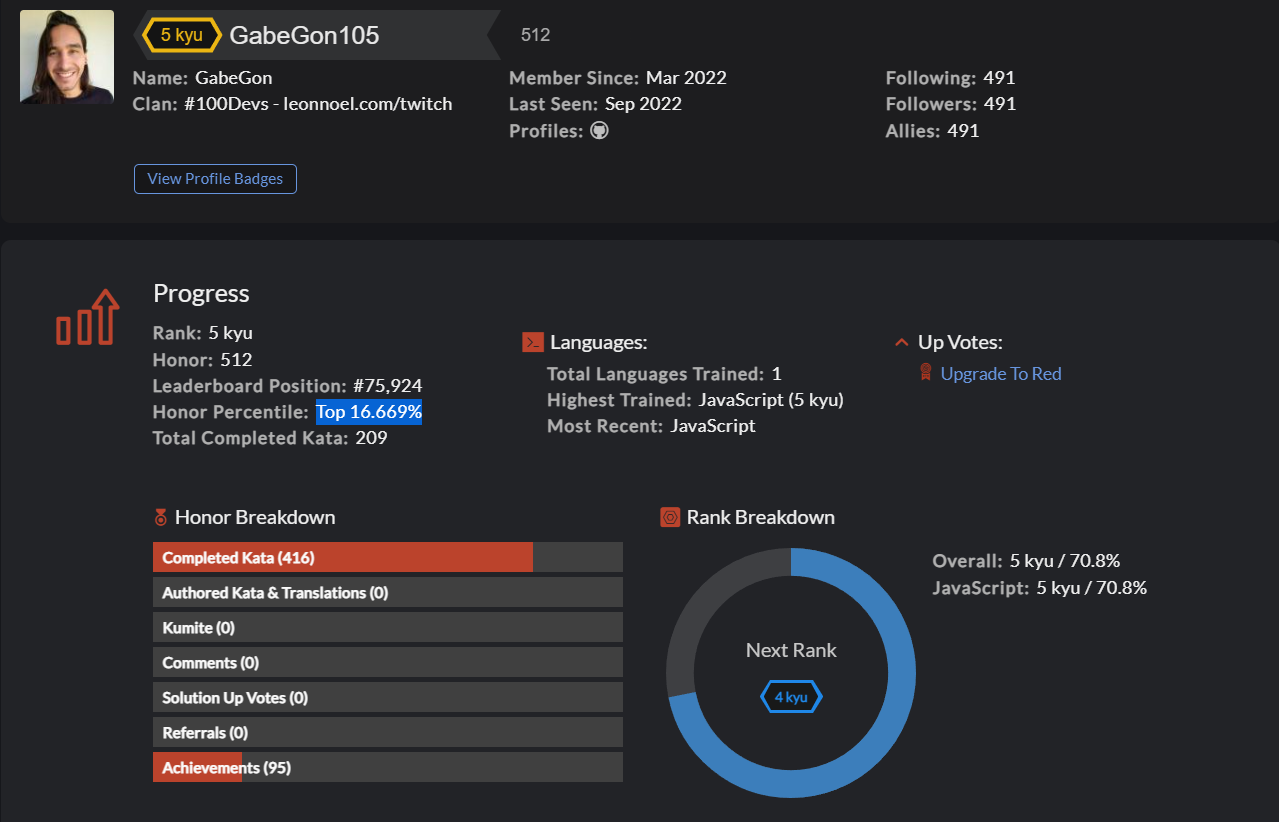 5 kyu GabeGon105 512
Name: GabeGon
Clan: #100Devs - leonnoel.com/twitch
Member Since: Mar 2022
Last Seen: Sep 2022
Profiles:
Following: 491
Followers: 491
Allies: 491
View Profile Badges
Progress
Rank: 5 kyu
Honor: 512
Leaderboard Position: #75,924
Honor Percentile: Top 16.669%
Total Completed Kata: 209
Languages:
Total Languages Trained: 1
Highest Trained: JavaScript (5 kyu)
Most Recent: JavaScript
Up Votes:
Upgrade To Red
Honor Breakdown
Completed Kata (416)
Authored Kata & Translations (0)
Kumite (0)
Comments (0)
Solution Up Votes (0)
Referrals (0)
Achievements (95)
Rank Breakdown
Next Rank
4 kyu
Overall: 5 kyu / 70.8%
JavaScript: 5 kyu / 70.8%